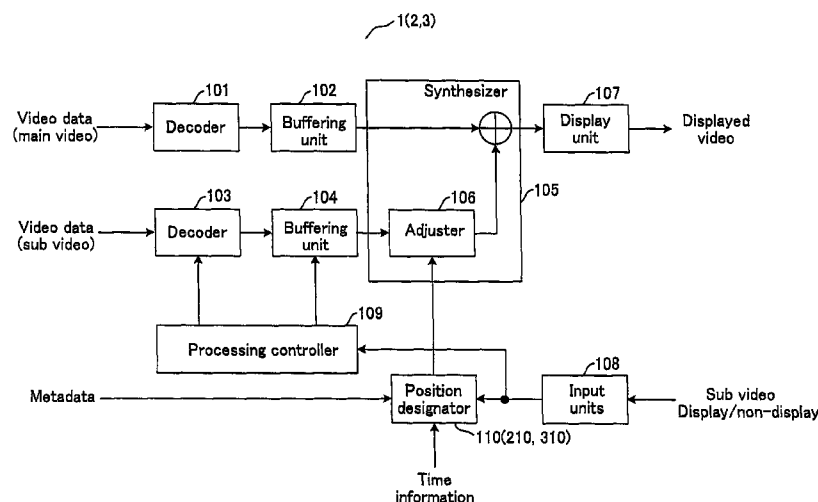 1(2,3)
Synthesizer
101
102
107
Video data
(main video)
Decoder
Buffering
unit
Display
unit
Displayed
video
103
104
106
105
Video data
(sub video)
Decoder
Buffering
unit
Adjuster
109
Processing controller
108
Metadata
Position
designator
Input
units
Sub video
Display/non-display
110(210, 310)
Time
information